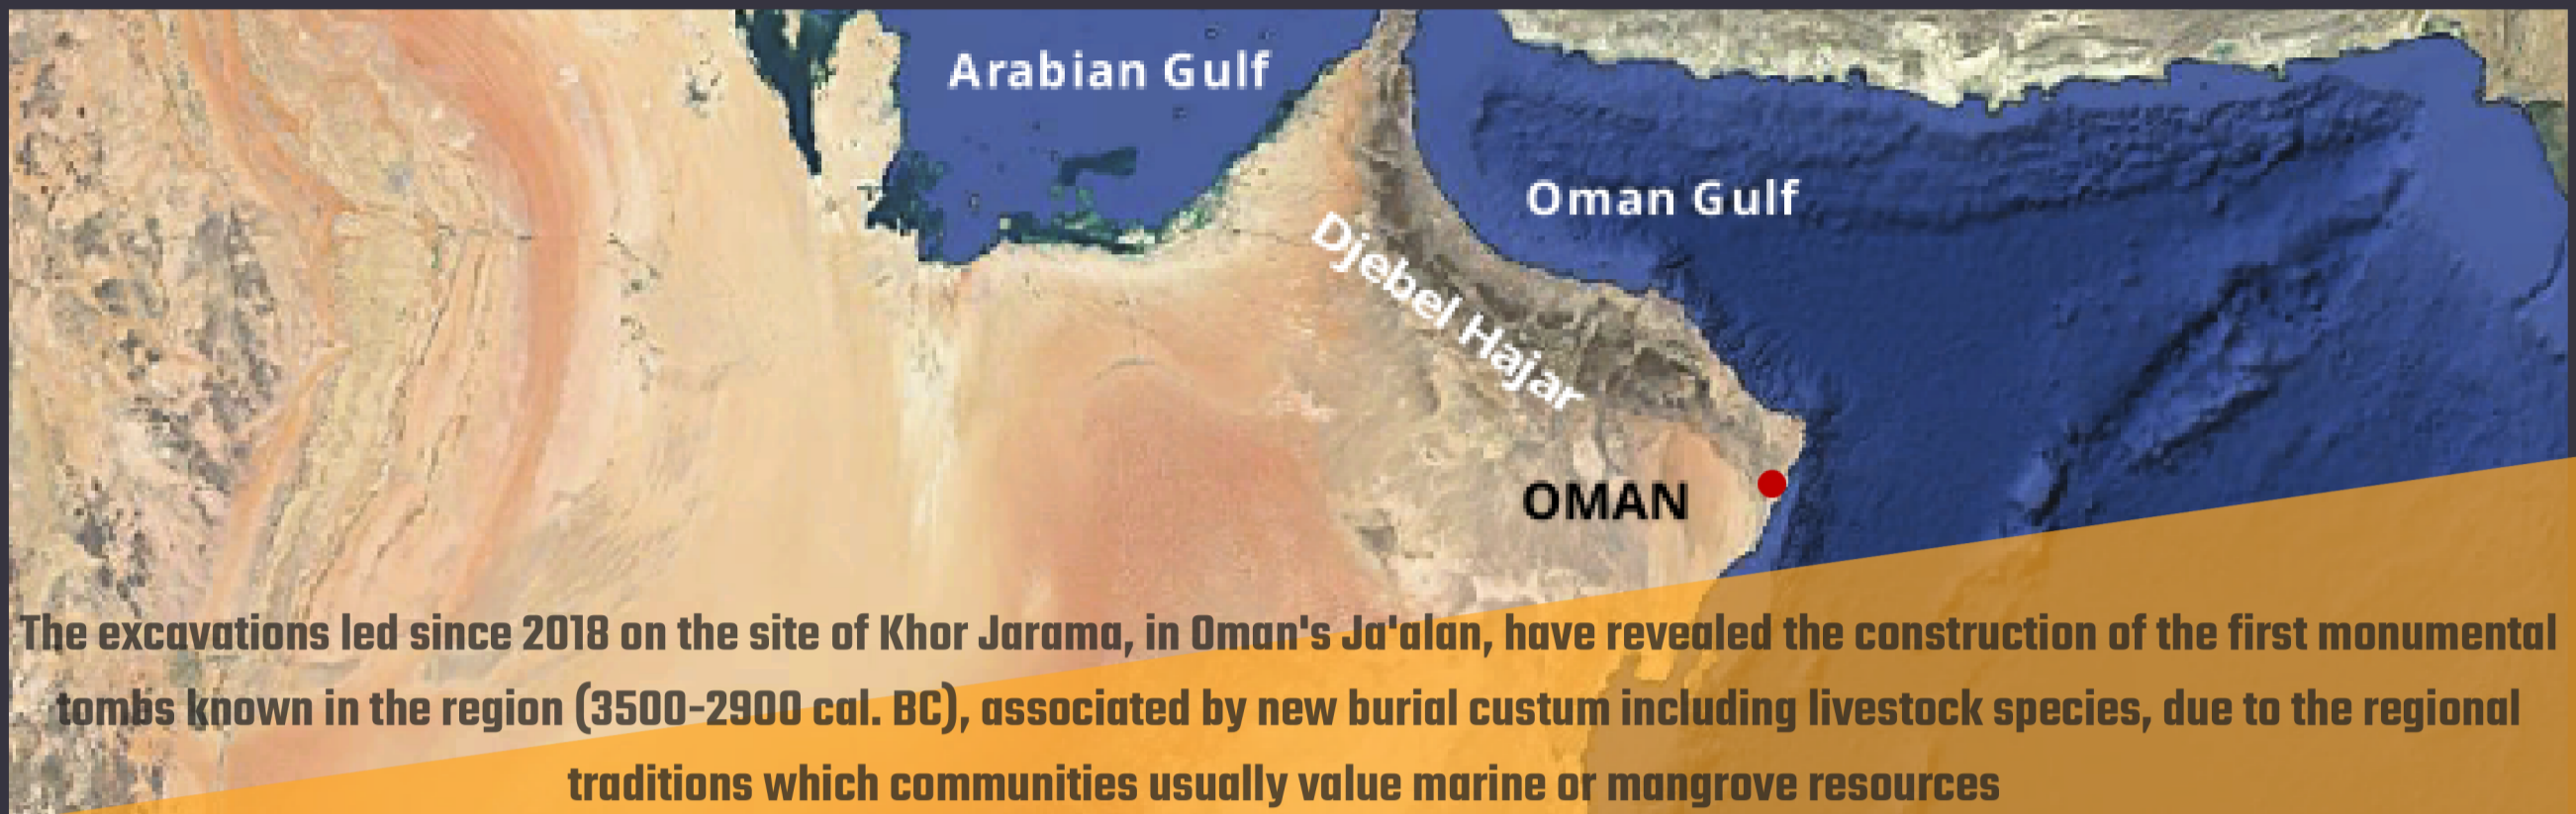 Arabian Gulf
Oman Gulf
Djebel Hajar
OMAN
The excavations led since 2018 on the site of Khor Jarama, in Oman's Ja'alan, have revealed the construction of the first monumental
tombs known in the region (3500-2900 cal. BC), associated by new burial custum including livestock species, due to the regional
traditions which communities usually value marine or mangrove resources